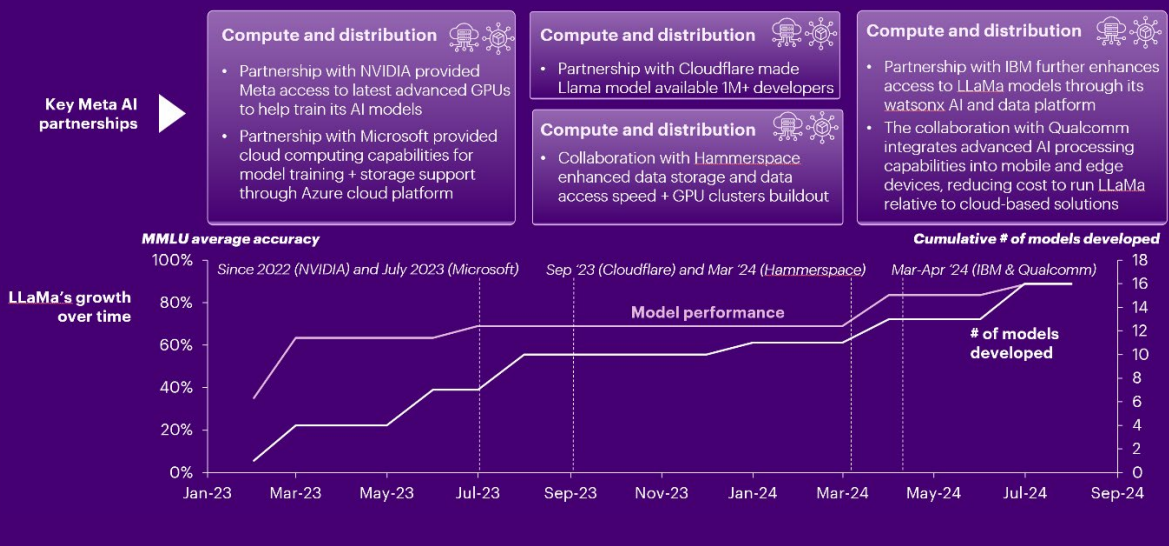 Key Meta AI
partnerships
Compute and distribution
• Partnership with NVIDIA provided
Meta access to latest advanced GPUs
to help train its AI models
• Partnership with Microsoft provided
cloud computing capabilities for
model training + storage support
through Azure cloud platform
Compute and distribution
• Partnership with Cloudflare made
Llama model available 1M+ developers
Compute and distribution
• Collaboration with Hammerspace
enhanced data storage and data
access speed + GPU clusters buildout
Compute and distribution
• Partnership with IBM further enhances
access to LLaMa models through its
watsonx AI and data platform
• The collaboration with Qualcomm
integrates advanced AI processing
capabilities into mobile and edge
devices, reducing cost to run LLaMa
relative to cloud-based solutions
LLaMa's growth
over time
MMLU average accuracy
Cumulative # of models developed
Since 2022 (NVIDIA) and July 2023 (Microsoft)
Sep '23 (Cloudflare) and Mar '24 (Hammerspace)
Mar-Apr '24 (IBM & Qualcomm)
100%
80%
60%
40%
20%
0%
Model performance
# of models
developed
18
16
14
12
10
8
6
4
2
0
Jan-23
Mar-23
May-23
Jul-23
Sep-23
Nov-23
Jan-24
Mar-24
May-24
Jul-24
Sep-24